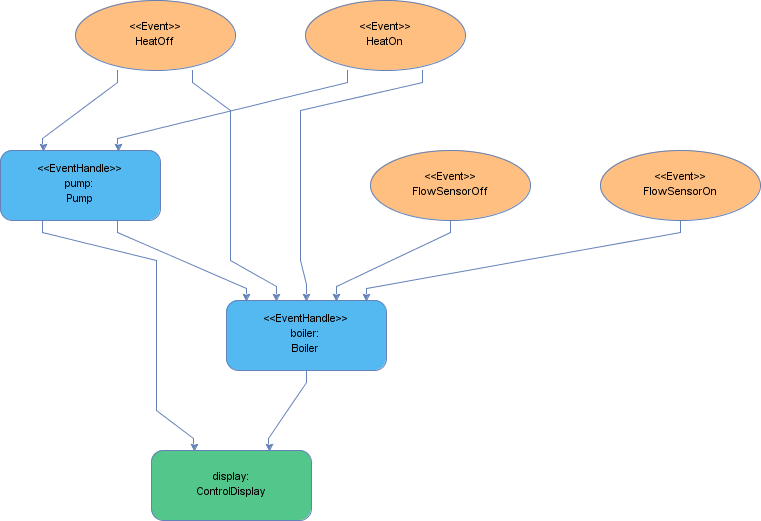 <<Event>>
HeatOff
<<Event>>
HeatOn
<<EventHandle>>
pump:
Pump
<<Event>>
FlowSensorOff
<<Event>>
FlowSensorOn
<<EventHandle>>
boiler:
Boiler
display:
ControlDisplay